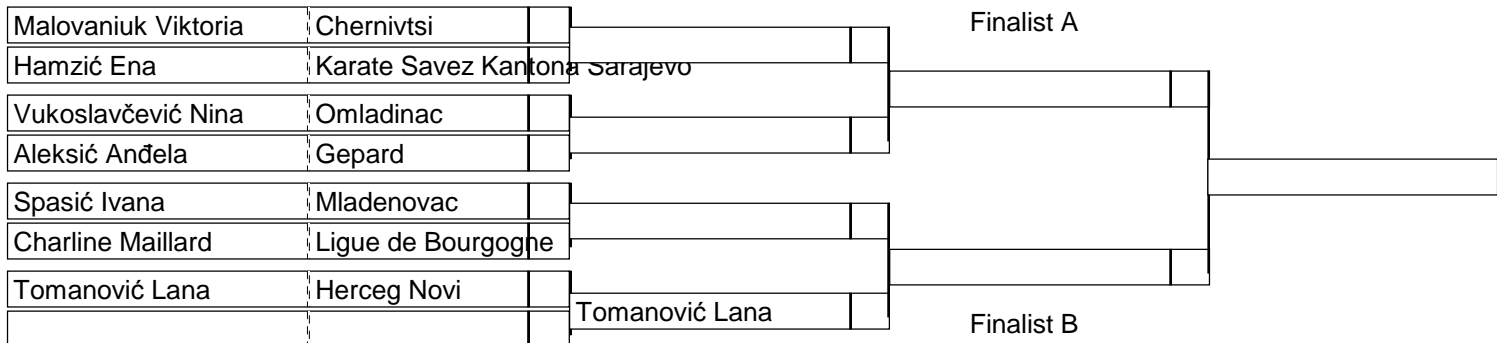 Malovaniuk Viktoria Chernivtsi
Finalist A
Hamzić Ena Karate Savez Kantona Sarajevo
Vukoslavčević Nina Omladinac
Aleksić Anđela Gepard
Spasić Ivana Mladenovac
Charline Maillard Ligue de Bourgogne
Tomanović Lana Herceg Novi
Tomanović Lana
Finalist B